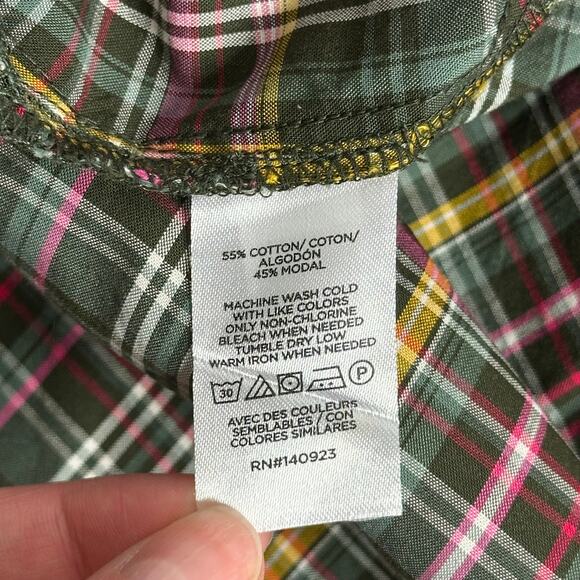 55% COTTON/ COTON/
ALGODÓN
45% MODAL
MACHINE WASH COLD
WITH LIKE COLORS
ONLY NON-CHLORINE
BLEACH WHEN NEEDED
TUMBLE DRY LOW
WARM IRON WHEN NEEDED
30 P
AVEC DES COULEURS
SEMBLABLES / CON
COLORES SIMILARES
RN#140923